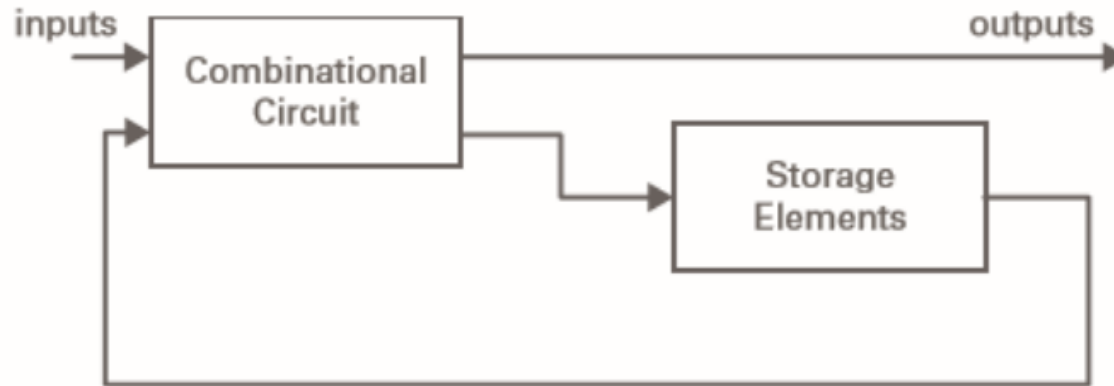 inputs
outputs
Combinational
Circuit
Storage
Elements